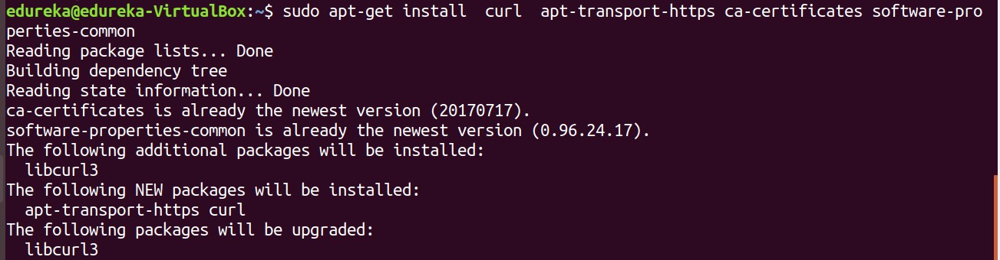 edureka@edureka-VirtualBox:~$ sudo apt-get install  curl  apt-transport-https ca-certificates software-pro
perties-common
Reading package lists... Done
Building dependency tree
Reading state information... Done
ca-certificates is already the newest version (20170717).
software-properties-common is already the newest version (0.96.24.17).
The following additional packages will be installed:
  libcurl3
The following NEW packages will be installed:
  apt-transport-https curl
The following packages will be upgraded:
  libcurl3